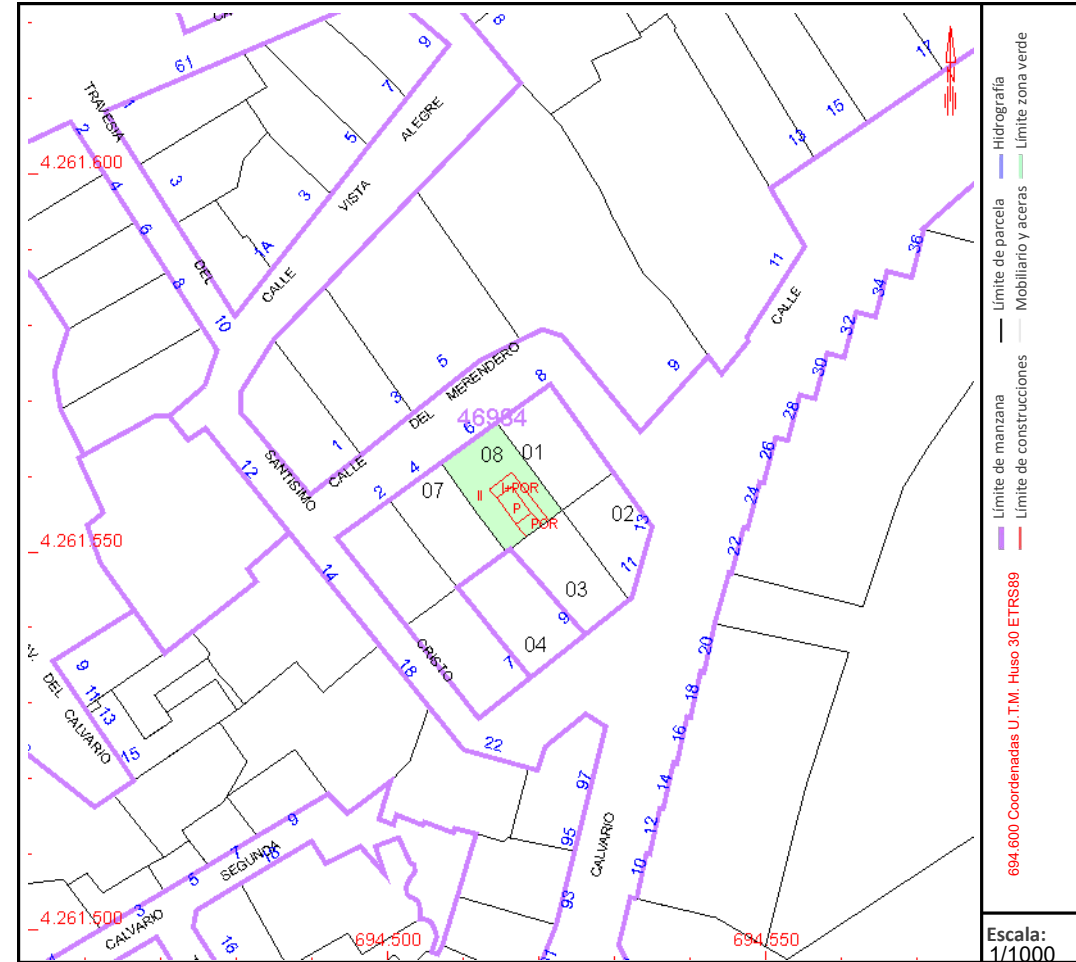 CA
8
9
17
61
7
1
TRAVESIA
ALEGRE
15
2
5
13
4.261.600
4
3
3
VISTA
6
1A
11
36
DEL
8
CALLE
34
10
CALLE
32
5
MERENDERO
30
9
8
3
DEL
46984
28
6
1
08
01
26
SANTISIMO
CALLE
4
12
2
07
II
I+POR
24
P
02
13
POR
4.261.550
22
14
11
03
9
04
20
CRISTO
7
18
9
V. DEL CALVARIO
11
13
18
15
22
16
97
14
95
12
CALVARIO
9
7
SEGUNDA
18
10
5
93
3
4.261.500
CALVARIO
16
694.500
694.550
Límite de manzana
Límite de parcela
Hidrografía
Límite de construcciones
Mobiliario y aceras
Límite zona verde
694.600 Coordenadas U.T.M. Huso 30 ETRS89
Escala:
1/1000